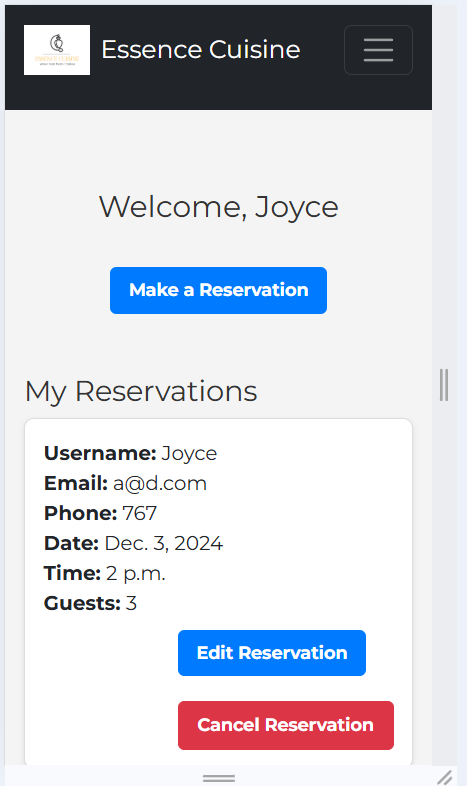 Essence Cuisine
Welcome, Joyce
Make a Reservation
My Reservations
Username: Joyce
Email: a@d.com
Phone: 767
Date: Dec. 3, 2024
Time: 2 p.m.
Guests: 3
Edit Reservation
Cancel Reservation